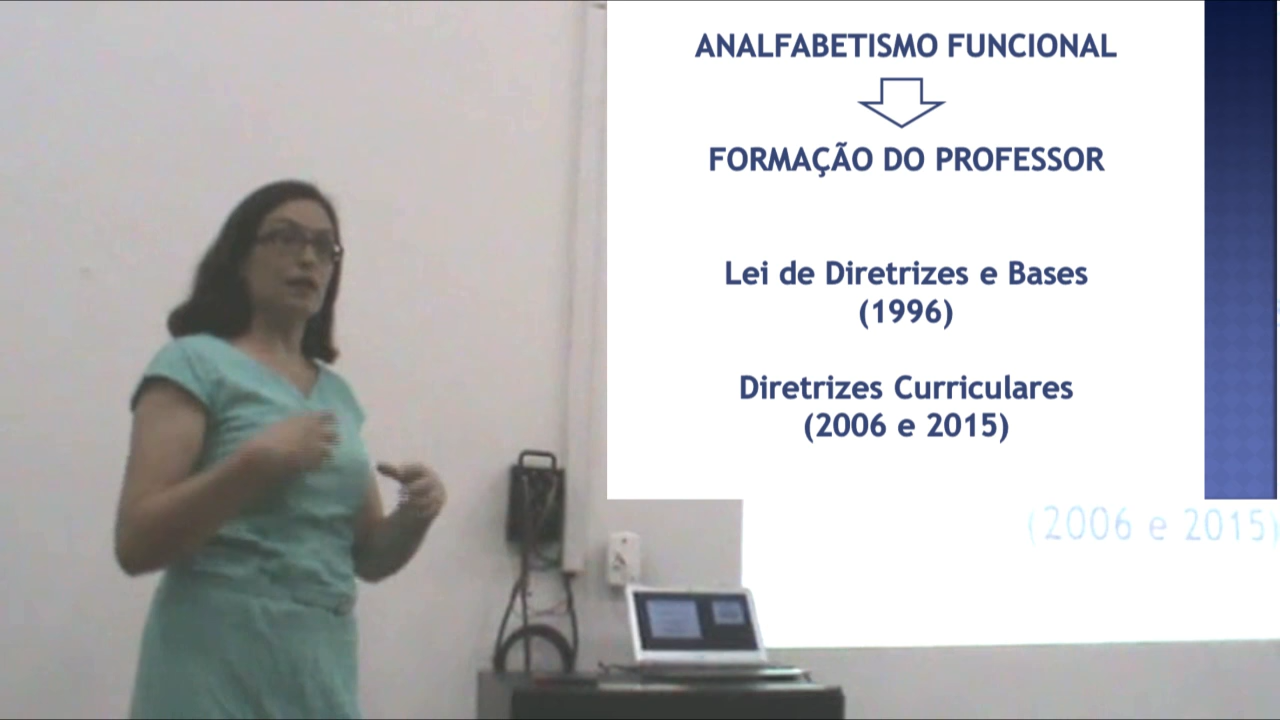 ANALFABETISMO FUNCIONAL
FORMAÇÃO DO PROFESSOR
Lei de Diretrizes e Bases
(1996)
Diretrizes Curriculares
(2006 e 2015)
(2006 e 2015)